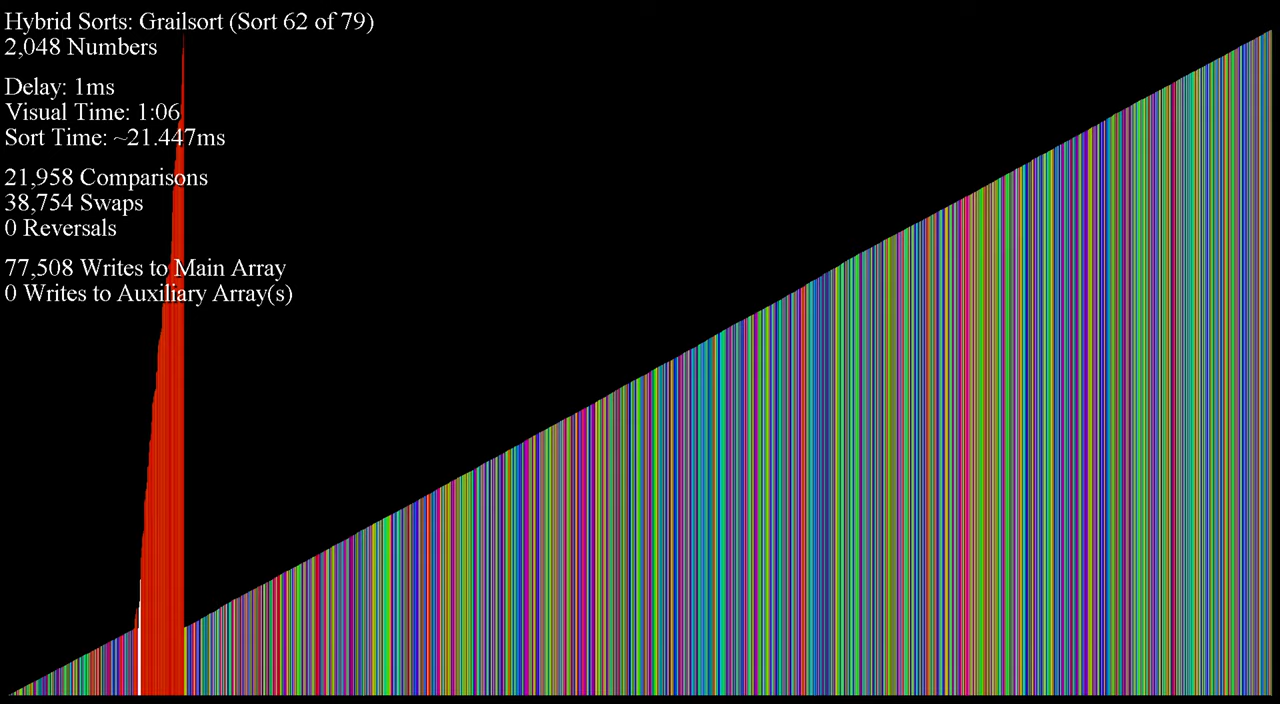 Hybrid Sorts: Grailsort (Sort 62 of 79)
2,048 Numbers
Delay: 1ms
Visual Time: 1:06
Sort Time: ~21.447ms
21,958 Comparisons
38,754 Swaps
0 Reversals
77,508 Writes to Main Array
0 Writes to Auxiliary Array(s)